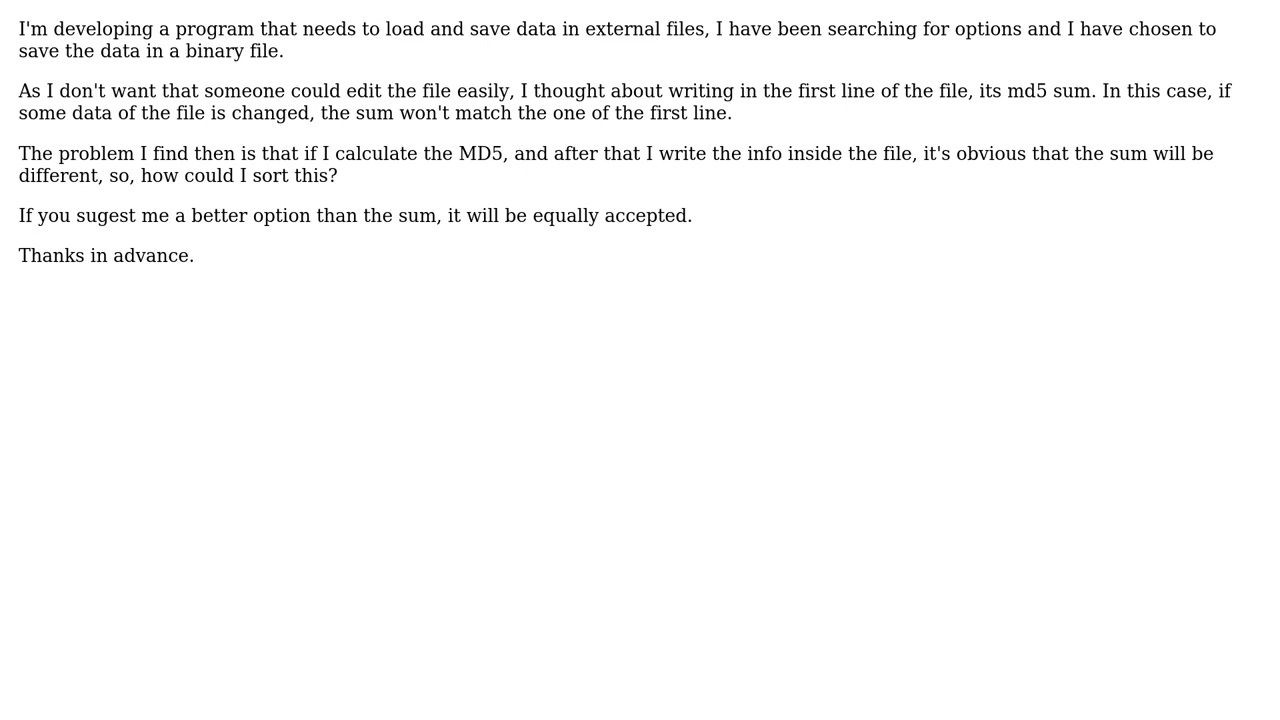 I'm developing a program that needs to load and save data in external files, I have been searching for options and I have chosen to
save the data in a binary file.
As I don't want that someone could edit the file easily, I thought about writing in the first line of the file, its md5 sum. In this case, if
some data of the file is changed, the sum won't match the one of the first line.
The problem I find then is that if I calculate the MD5, and after that I write the info inside the file, it's obvious that the sum will be
different, so, how could I sort this?
If you sugest me a better option than the sum, it will be equally accepted.
Thanks in advance.